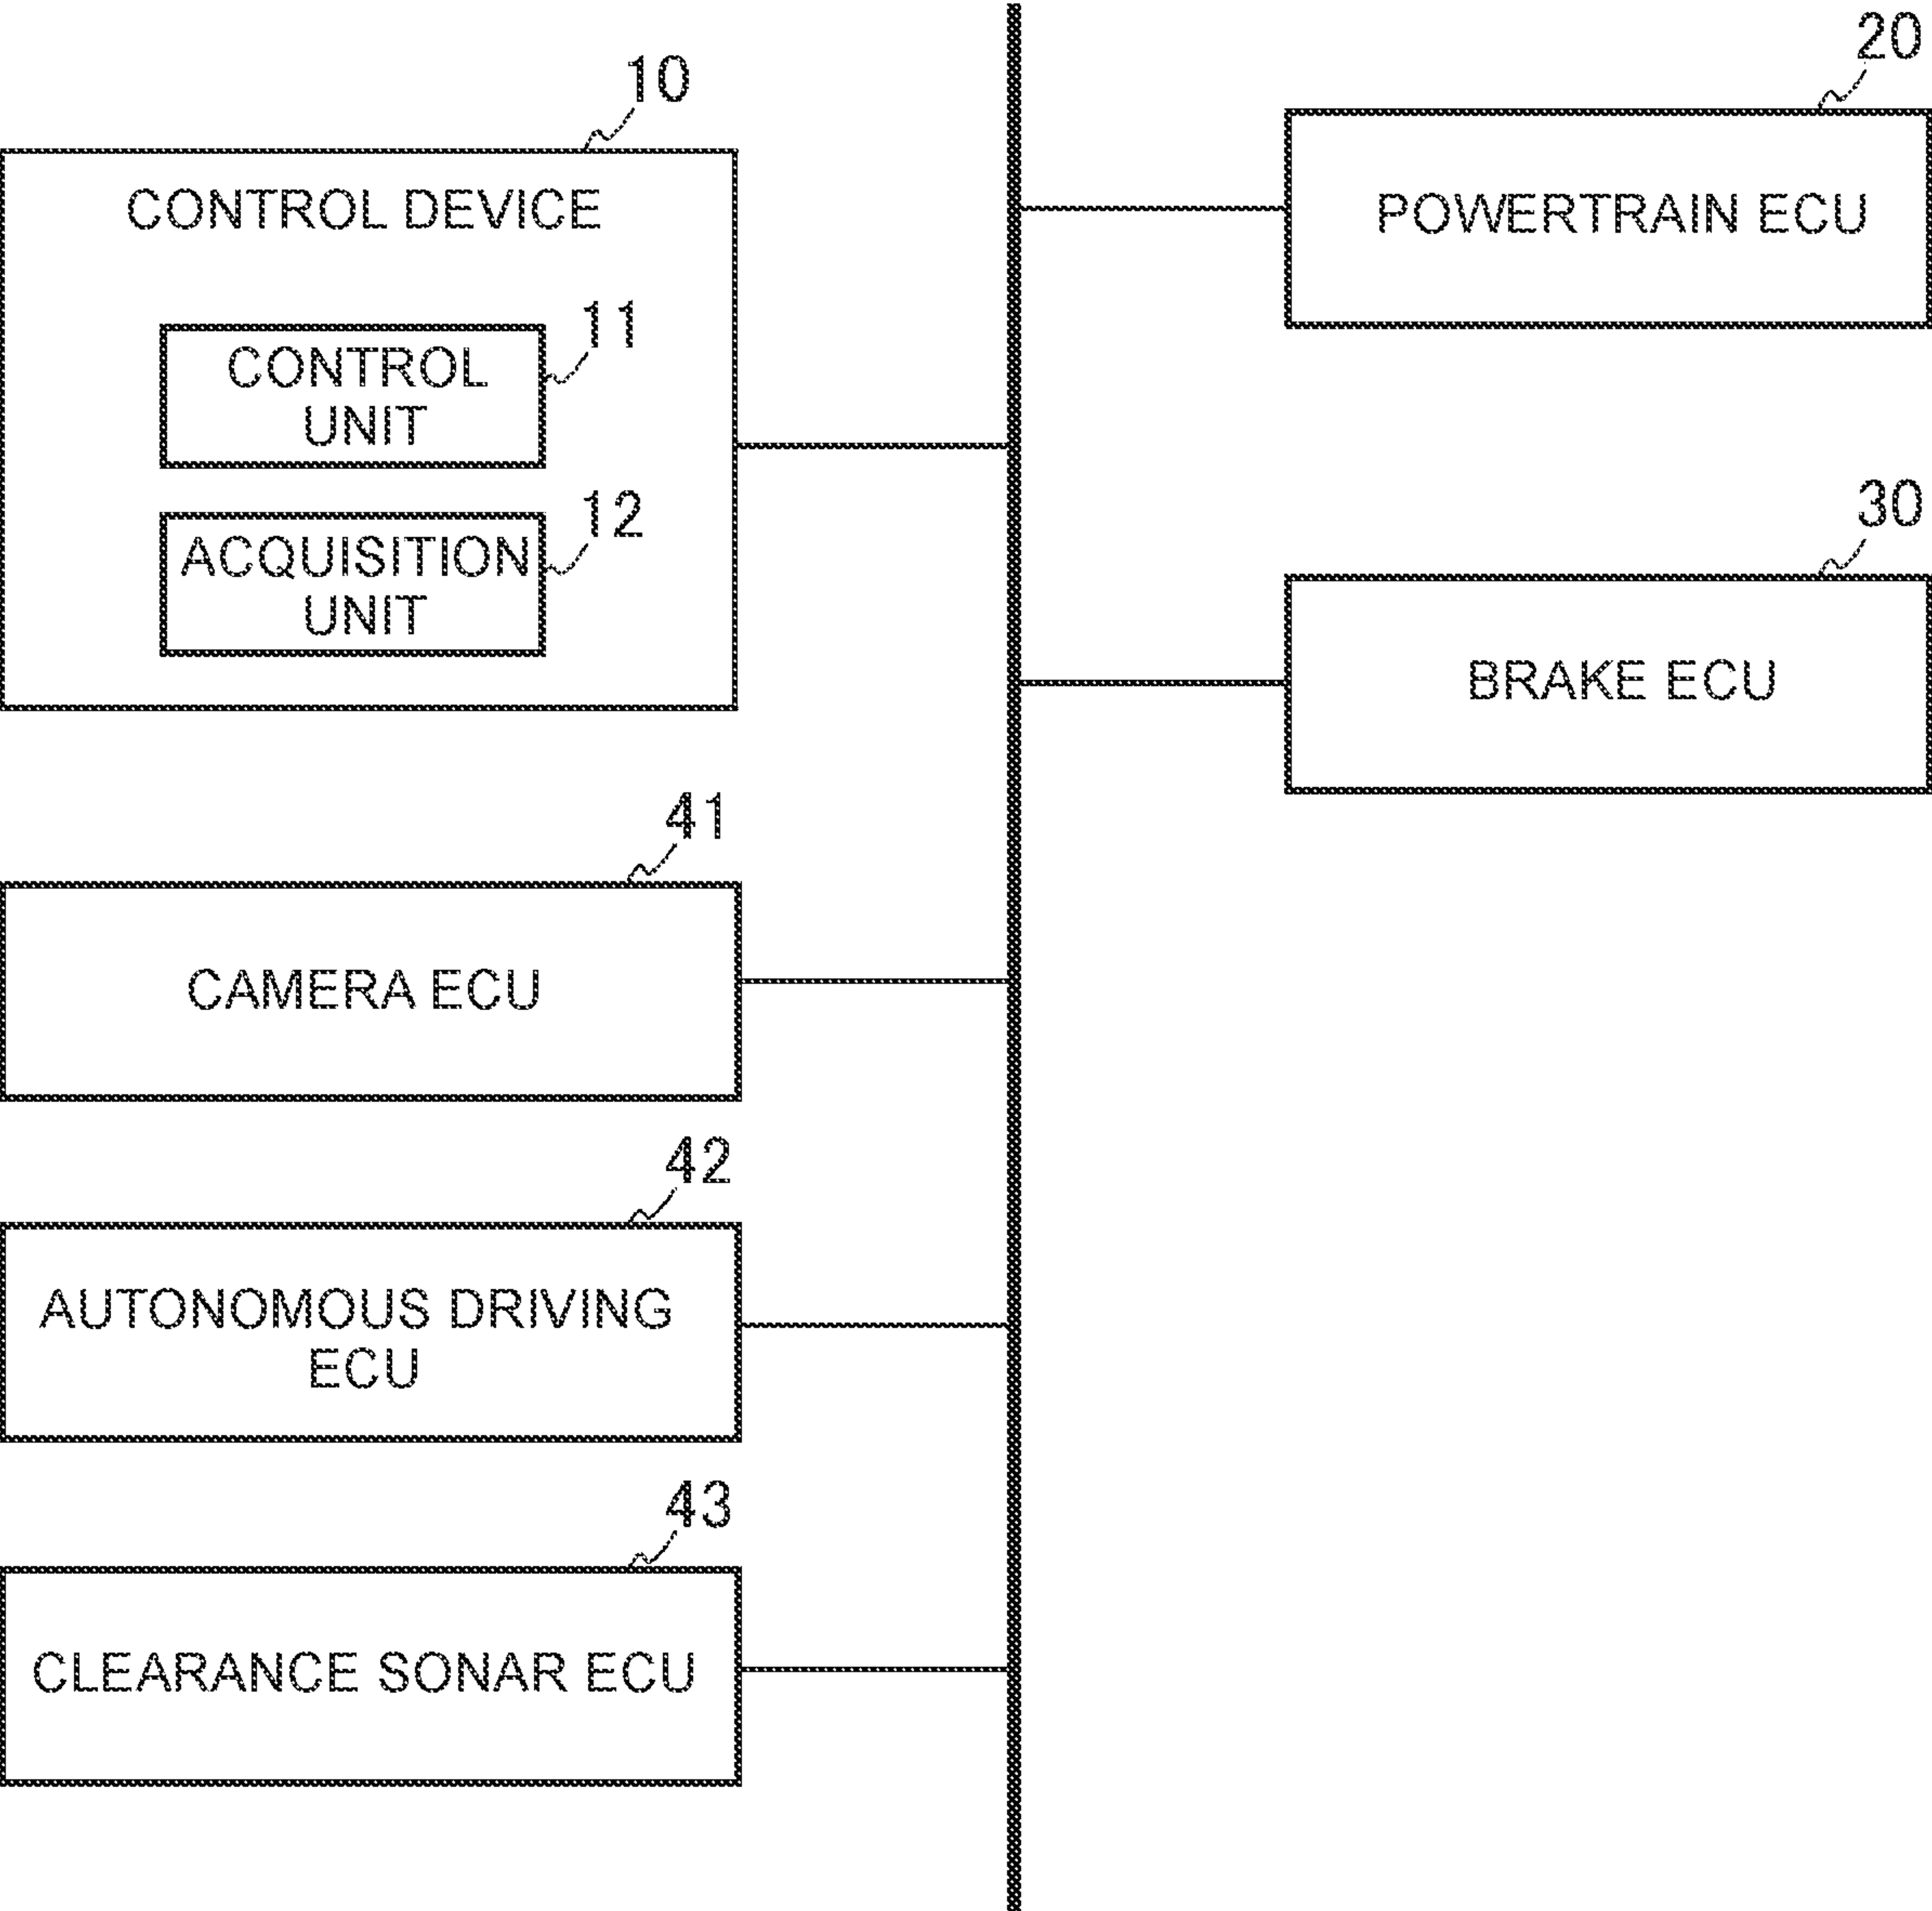 10
CONTROL DEVICE
11
CONTROL
UNIT
12
ACQUISITION
UNIT
20
POWERTRAIN ECU
30
BRAKE ECU
41
CAMERA ECU
42
AUTONOMOUS DRIVING
ECU
43
CLEARANCE SONAR ECU